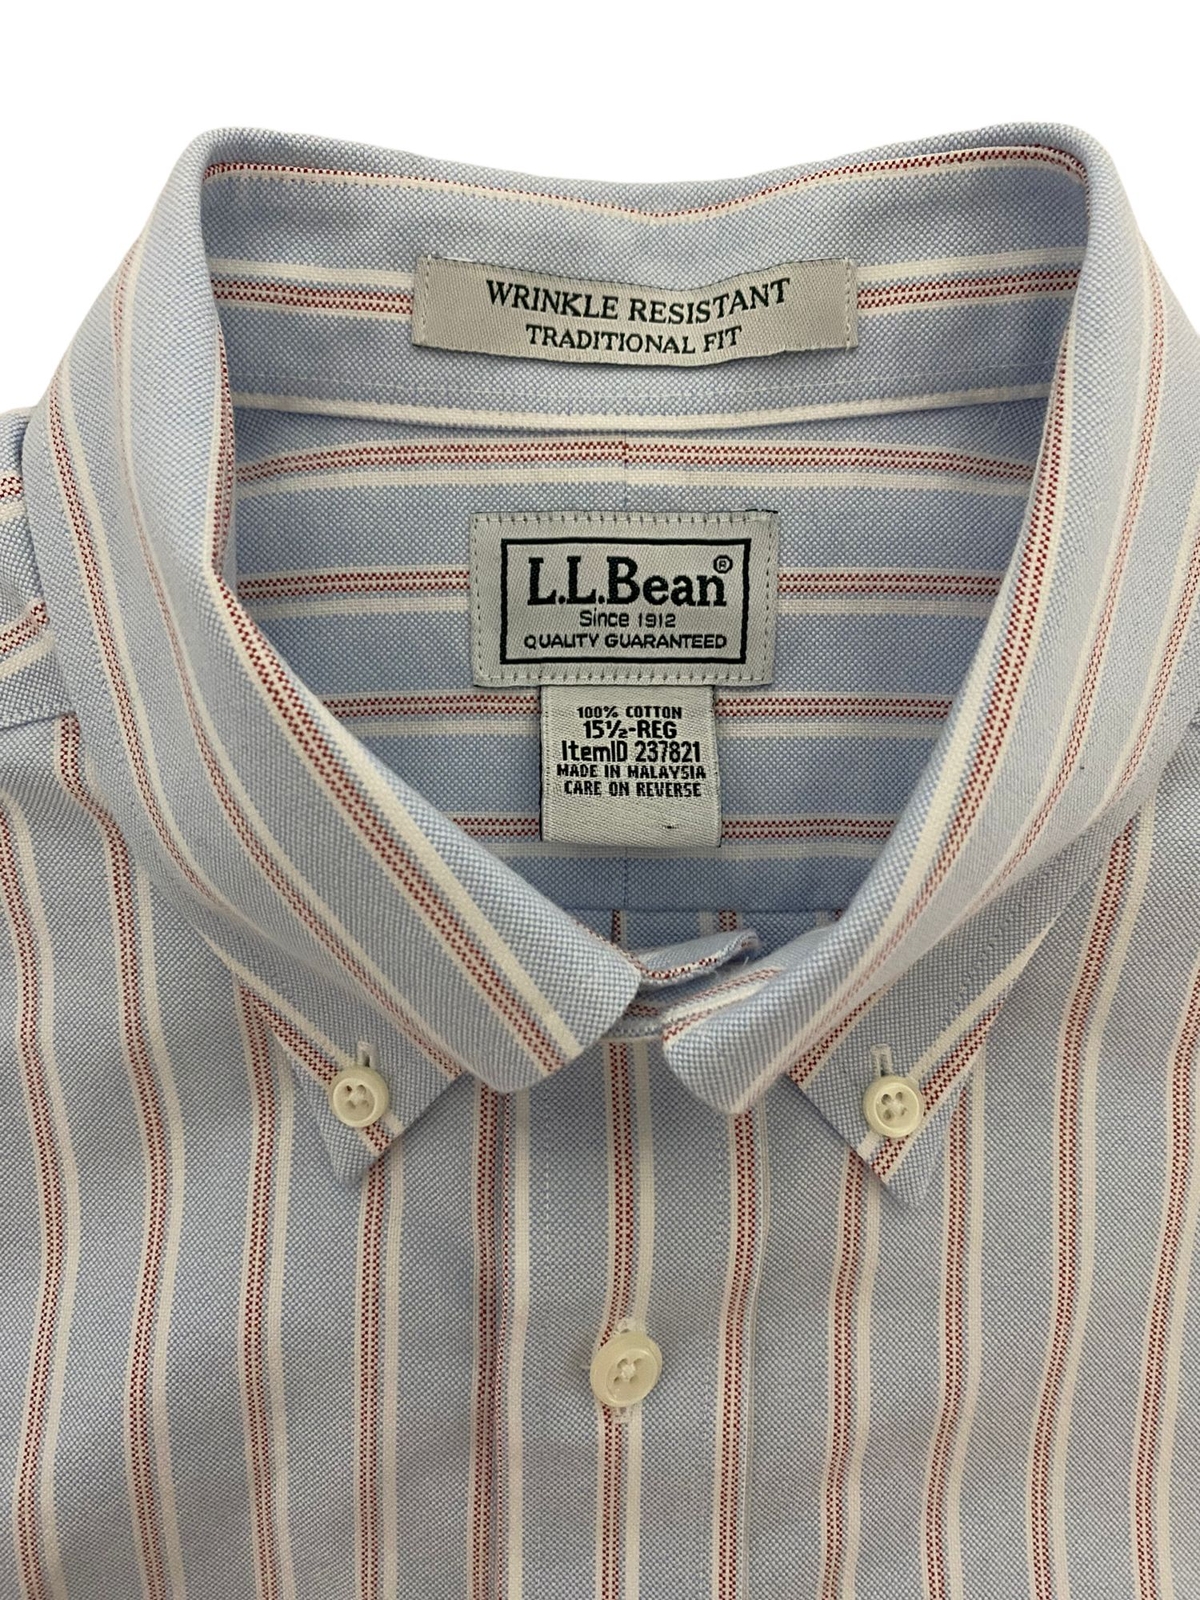 WRINKLE RESISTANT
TRADITIONAL FIT
L.L.Bean®
Since 1912
QUALITY GUARANTEED
100% COTTON
15½-REG
ItemID 237821
MADE IN MALAYSIA
CARE ON REVERSE